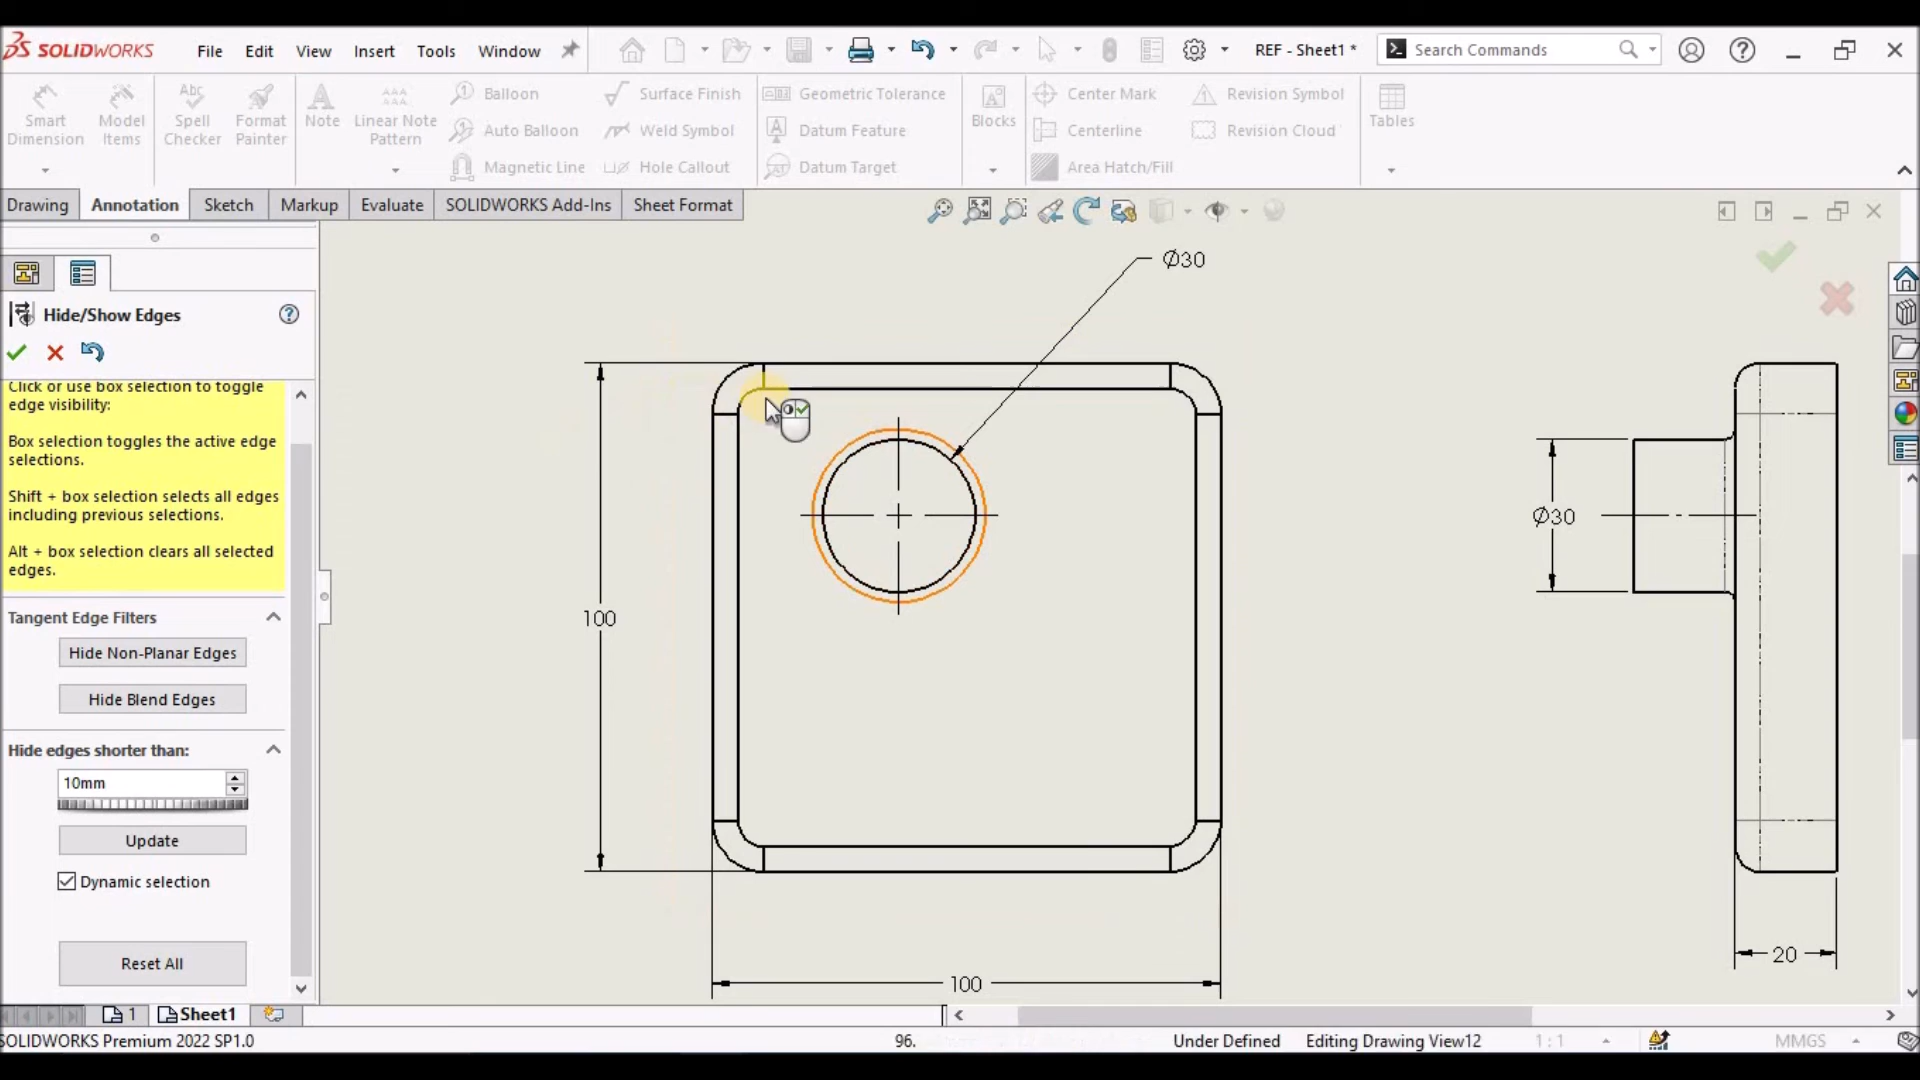 SOLIDWORKS File Edit View Insert Tools Window REF - Sheet1 * Search Commands
Smart Dimension
Model Items
Abc
Spell Checker
Format Painter
Note
Linear Note Pattern
Balloon
Auto Balloon
Magnetic Line
Surface Finish
Weld Symbol
Hole Callout
Geometric Tolerance
Datum Feature
Datum Target
Blocks
Center Mark
Centerline
Area Hatch/Fill
Revision Symbol
Revision Cloud
Tables
Drawing Annotation Sketch Markup Evaluate SOLIDWORKS Add-Ins Sheet Format
Hide/Show Edges
Click or use box selection to toggle
edge visibility:
Box selection toggles the active edge
selections.
Shift + box selection selects all edges
including previous selections.
Alt + box selection clears all selected
edges.
Tangent Edge Filters
Hide Non-Planar Edges
Hide Blend Edges
Hide edges shorter than:
10mm
Update
Dynamic selection
Reset All
Ø30
100
100
Ø30
20
1 Sheet1
SOLIDWORKS Premium 2022 SP1.0 96. Under Defined Editing Drawing View12 1 : 1 MMGS